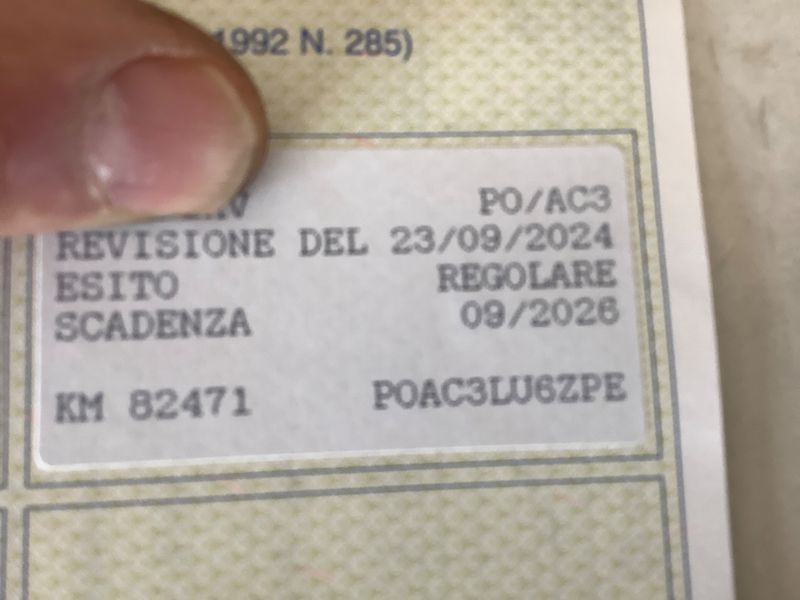 1992 N. 285)
PO/AC3
REVISIONE DEL 23/09/2024
ESITO REGOLARE
SCADENZA 09/2026
KM 82471 POAC3LU6ZPE